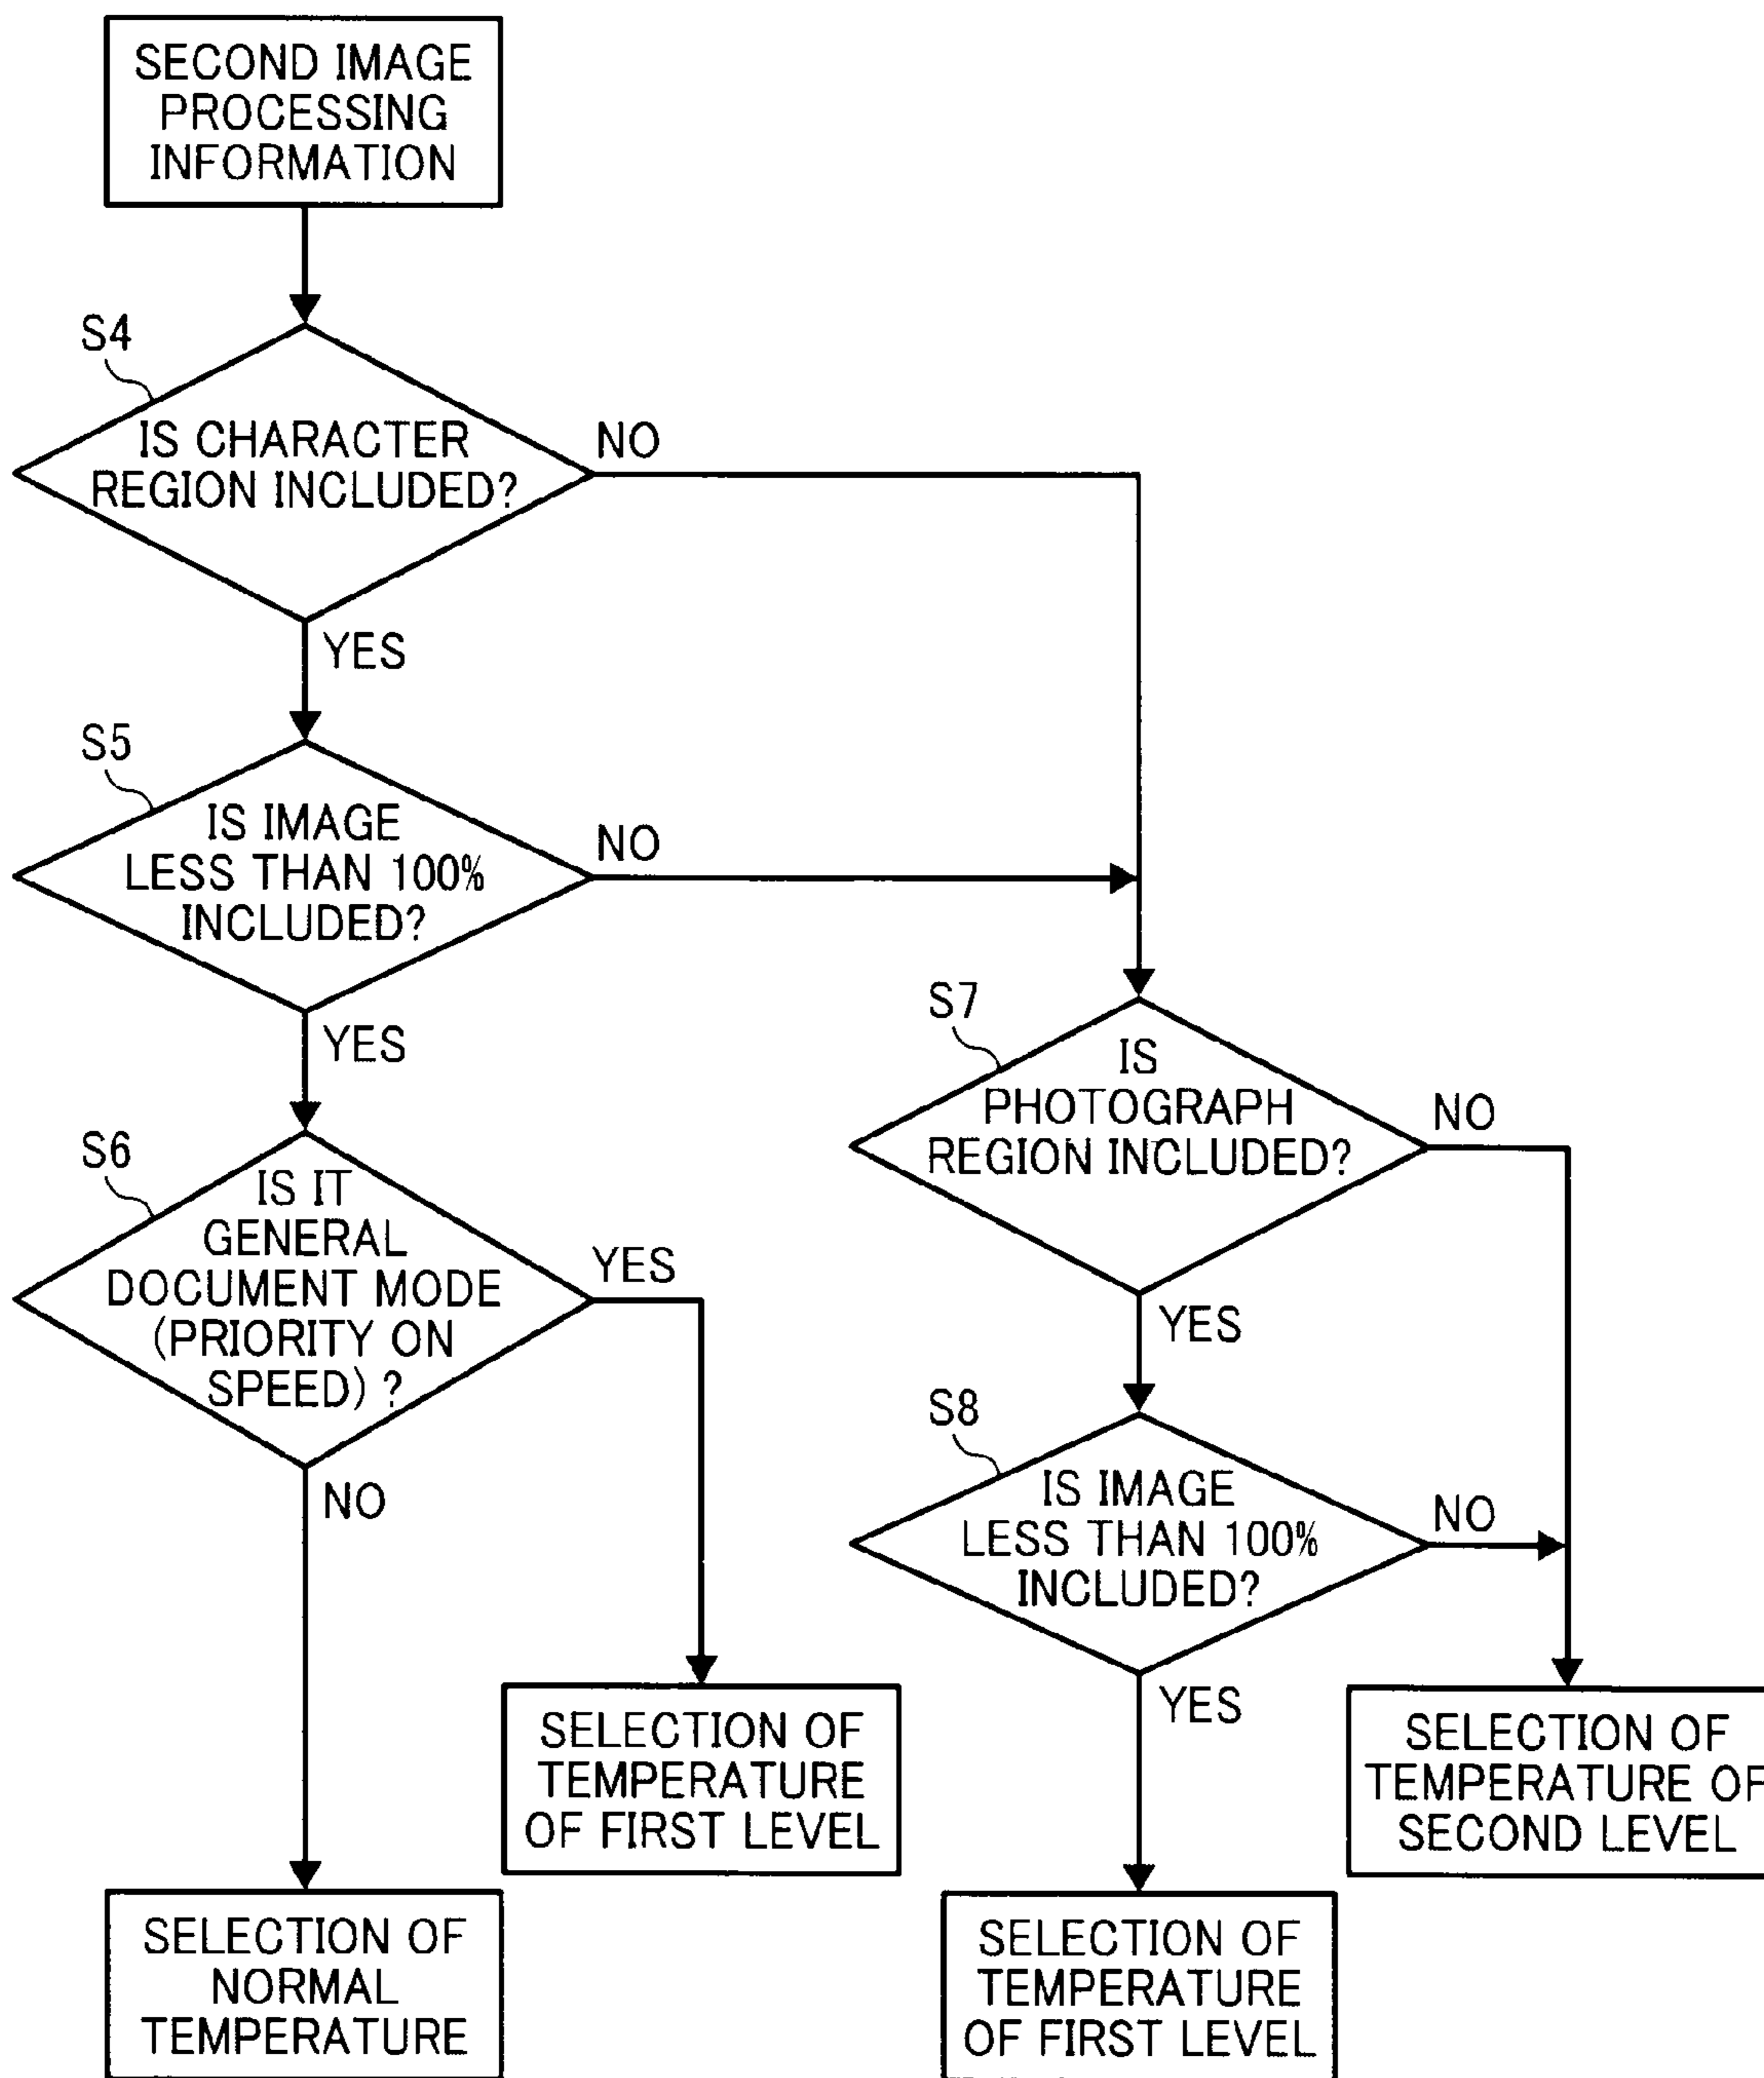 SECOND IMAGE
PROCESSING
INFORMATION
S4
IS CHARACTER
REGION INCLUDED?
NO
YES
S5
IS IMAGE
LESS THAN 100%
INCLUDED?
NO
YES
S6
IS IT
GENERAL
DOCUMENT MODE
(PRIORITY ON
SPEED) ?
YES
NO
S7
IS
PHOTOGRAPH
REGION INCLUDED?
NO
YES
S8
IS IMAGE
LESS THAN 100%
INCLUDED?
NO
YES
SELECTION OF
TEMPERATURE
OF FIRST LEVEL
SELECTION OF
TEMPERATURE OF
SECOND LEVEL
SELECTION OF
NORMAL
TEMPERATURE
SELECTION OF
TEMPERATURE
OF FIRST LEVEL